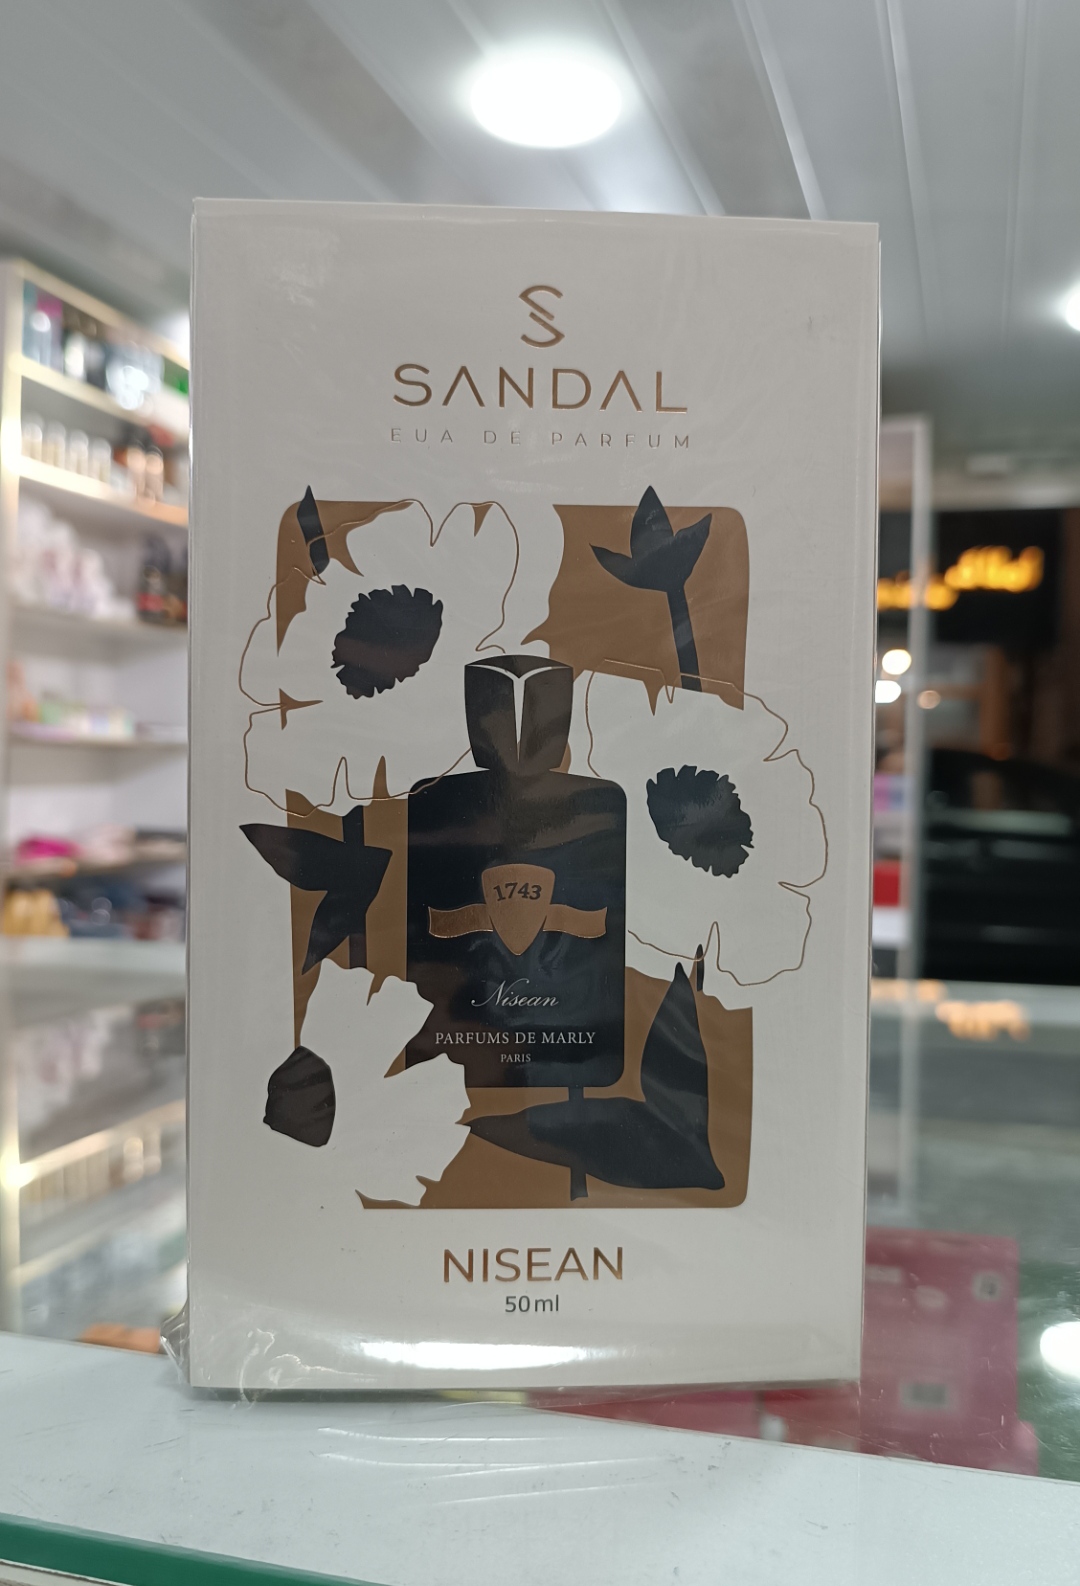 SANDAL
EUA DE PARFUM
1743
Nisean
PARFUMS DE MARLY
PARIS
NISEAN
50ml